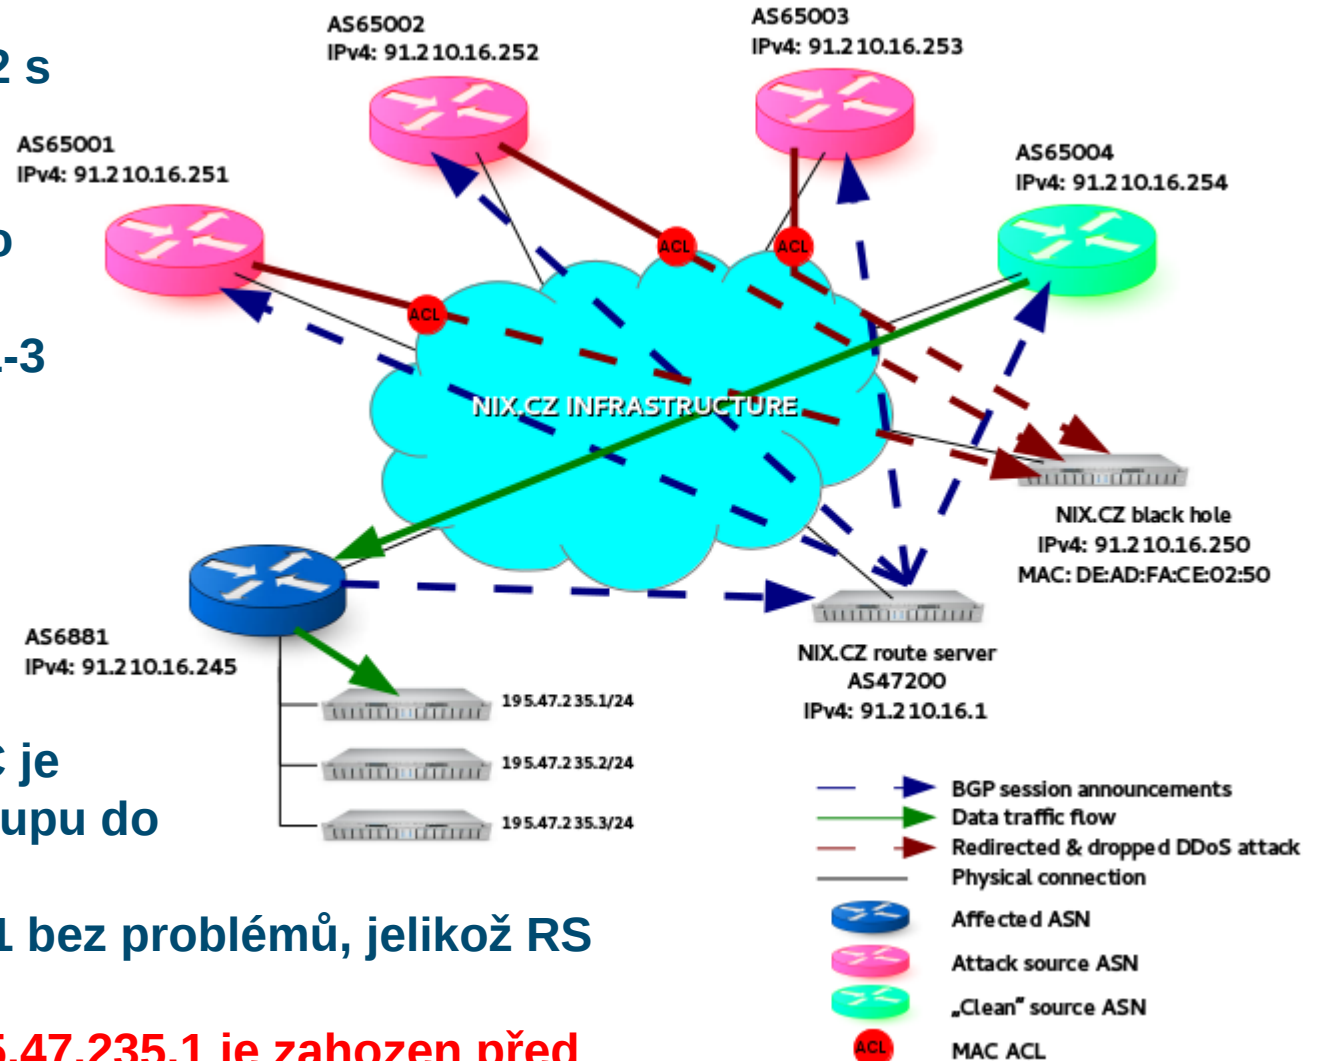 2 s
o
-3
C je
upu do
1 bez problémů, jelikož RS
5.47.235.1 je zahozen před
AS65002
IPv4: 91.210.16.252
AS65003
IPv4: 91.210.16.253
AS65001
IPv4: 91.210.16.251
AS65004
IPv4: 91.210.16.254
ACL
ACL
ACL
NIX.CZ INFRASTRUCTURE
NIX.CZ black hole
IPv4: 91.210.16.250
MAC: DE:AD:FA:CE:02:50
AS6881
IPv4: 91.210.16.245
NIX.CZ route server
AS47200
IPv4: 91.210.16.1
195.47.235.1/24
195.47.235.2/24
195.47.235.3/24
BGP session announcements
Data traffic flow
Redirected & dropped DDoS attack
Physical connection
Affected ASN
Attack source ASN
„Clean" source ASN
ACL
MAC ACL